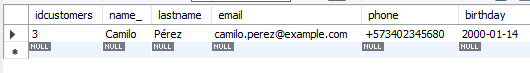 idcustomers name_ lastname email phone birthday
3 Camilo Pérez camilo.perez@example.com +573402345680 2000-01-14
NULL NULL NULL NULL NULL NULL